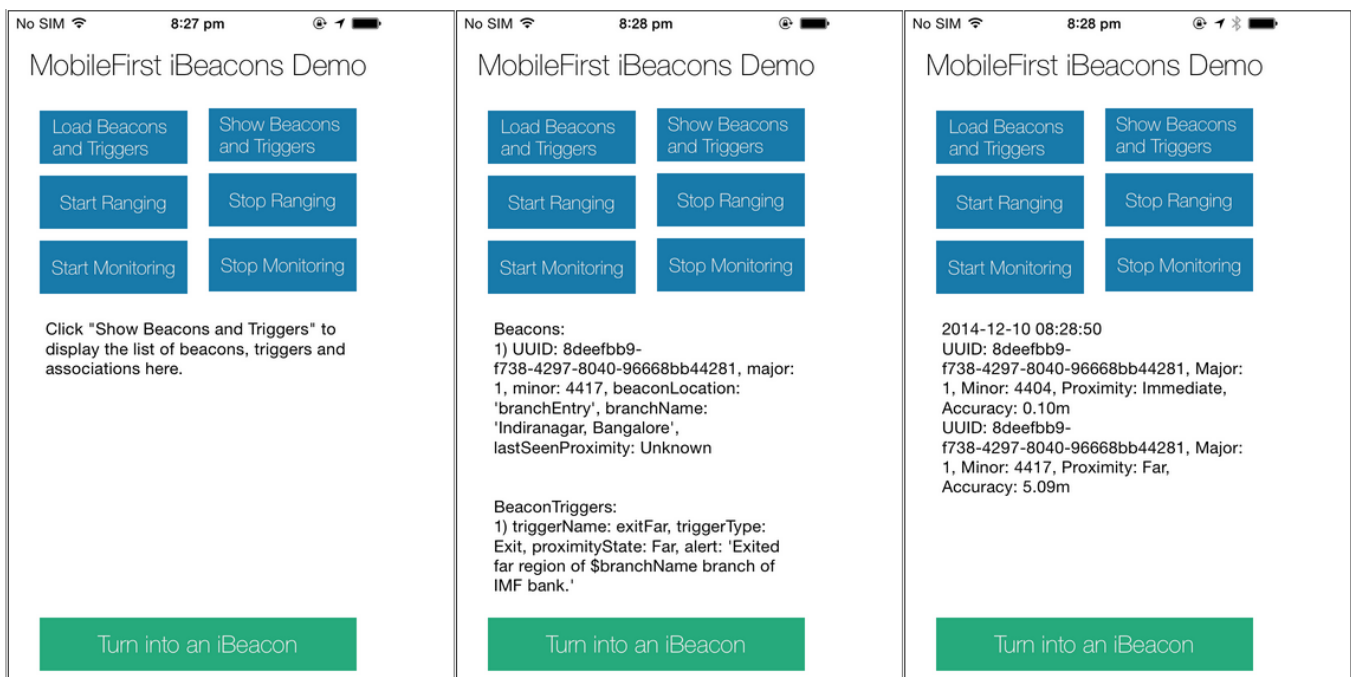 No SIM 8:27 pm
MobileFirst iBeacons Demo
Load Beacons
and Triggers
Show Beacons
and Triggers
Start Ranging
Stop Ranging
Start Monitoring
Stop Monitoring
Click "Show Beacons and Triggers" to
display the list of beacons, triggers and
associations here.
Turn into an iBeacon
No SIM 8:28 pm
MobileFirst iBeacons Demo
Load Beacons
and Triggers
Show Beacons
and Triggers
Start Ranging
Stop Ranging
Start Monitoring
Stop Monitoring
Beacons:
1) UUID: 8deefbb9-
f738-4297-8040-96668bb44281, major:
1, minor: 4417, beaconLocation:
'branchEntry', branchName:
'Indiranagar, Bangalore',
lastSeenProximity: Unknown
BeaconTriggers:
1) triggerName: exitFar, triggerType:
Exit, proximityState: Far, alert: 'Exited
far region of $branchName branch of
IMF bank.'
Turn into an iBeacon
No SIM 8:28 pm
MobileFirst iBeacons Demo
Load Beacons
and Triggers
Show Beacons
and Triggers
Start Ranging
Stop Ranging
Start Monitoring
Stop Monitoring
2014-12-10 08:28:50
UUID: 8deefbb9-
f738-4297-8040-96668bb44281, Major:
1, Minor: 4404, Proximity: Immediate,
Accuracy: 0.10m
UUID: 8deefbb9-
f738-4297-8040-96668bb44281, Major:
1, Minor: 4417, Proximity: Far,
Accuracy: 5.09m
Turn into an iBeacon